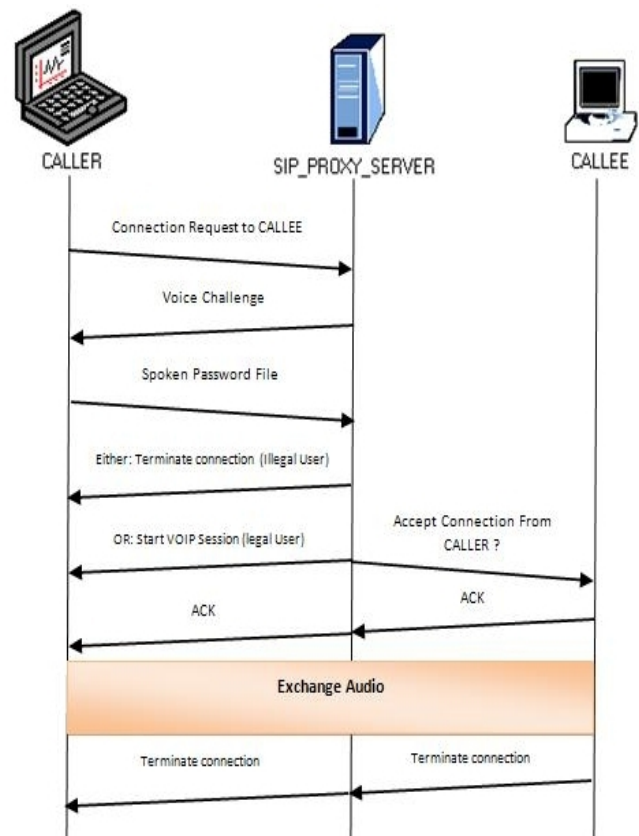 CALLER
SIP_PROXY_SERVER
CALLEE
Connection Request to CALLEE
Voice Challenge
Spoken Password File
Either: Terminate connection (Illegal User)
OR: Start VOIP Session (legal User)
Accept Connection From
CALLER ?
ACK
ACK
Exchange Audio
Terminate connection
Terminate connection